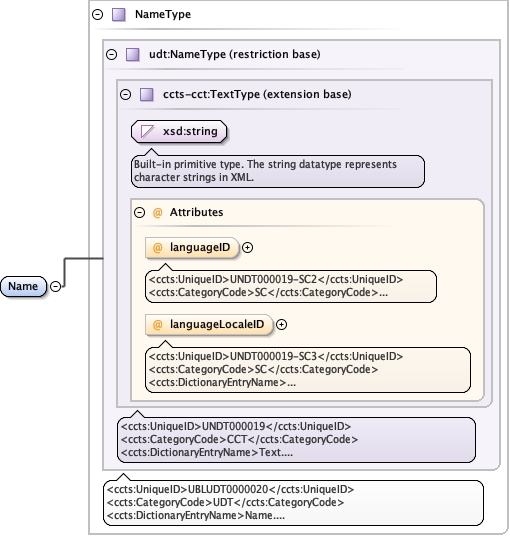 NameType
udt:NameType (restriction base)
ccts-cct:TextType (extension base)
xsd:string
Built-in primitive type. The string datatype represents
character strings in XML.
@ Attributes
@ languageID
<ccts:UniqueID>UNDT000019-SC2</ccts:UniqueID>
<ccts:CategoryCode>SC</ccts:CategoryCode>...
@ languageLocaleID
<ccts:UniqueID>UNDT000019-SC3</ccts:UniqueID>
<ccts:CategoryCode>SC</ccts:CategoryCode>
<ccts:DictionaryEntryName>...
Name
<ccts:UniqueID>UNDT000019</ccts:UniqueID>
<ccts:CategoryCode>CCT</ccts:CategoryCode>
<ccts:DictionaryEntryName>Text....
<ccts:UniqueID>UBLUDT0000020</ccts:UniqueID>
<ccts:CategoryCode>UDT</ccts:CategoryCode>
<ccts:DictionaryEntryName>Name....